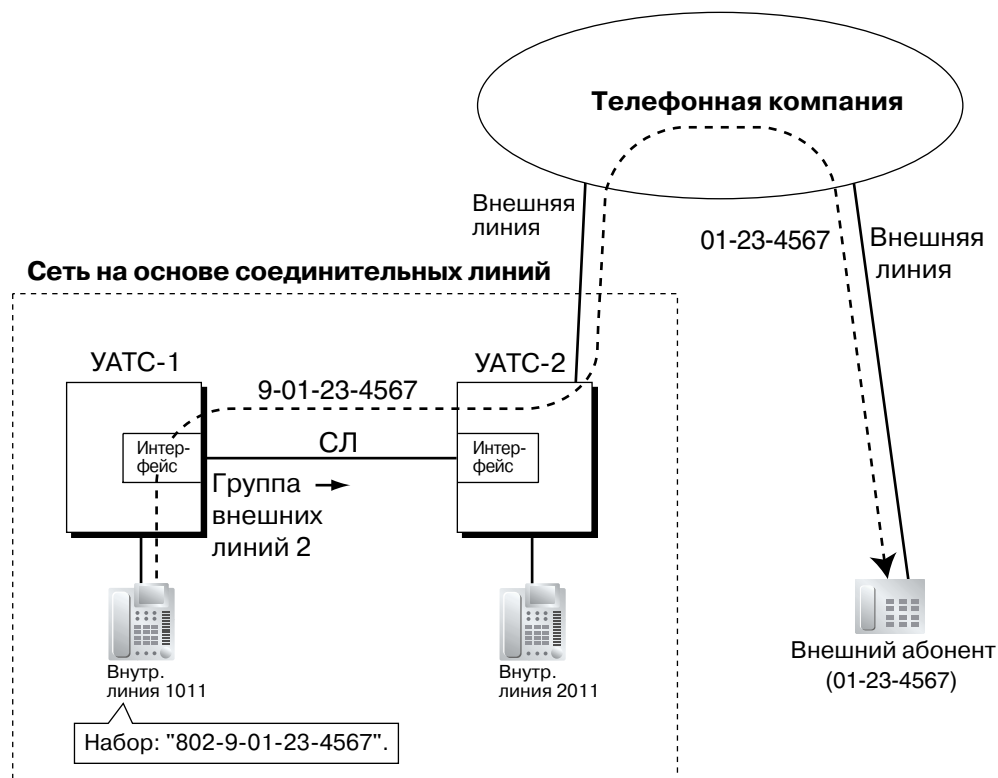 Телефонная компания
Внешняя
линия
01-23-4567
Внешняя
линия
Сеть на основе соединительных линий
УАТС-1
УАТС-2
9-01-23-4567
Интер-
фейс
СЛ
Интер-
фейс
Группа
внешних
линий 2
Внутр.
линия 1011
Внутр.
линия 2011
Внешний абонент
(01-23-4567)
Набор: "802-9-01-23-4567".